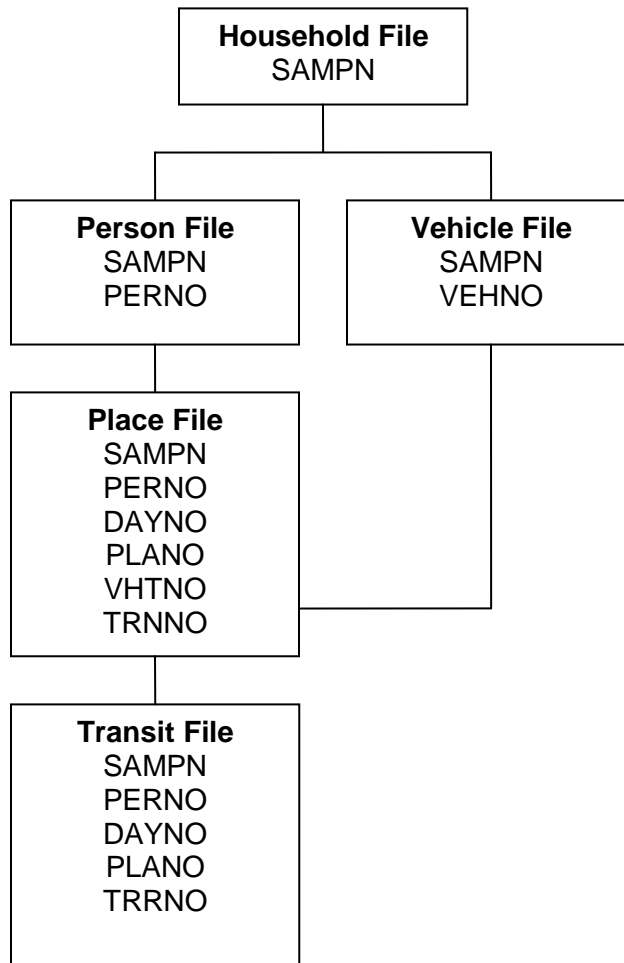 Household File
SAMPN
Person File
SAMPN
PERNO
Vehicle File
SAMPN
VEHNO
Place File
SAMPN
PERNO
DAYNO
PLANO
VHTNO
TRNNO
Transit File
SAMPN
PERNO
DAYNO
PLANO
TRRNO